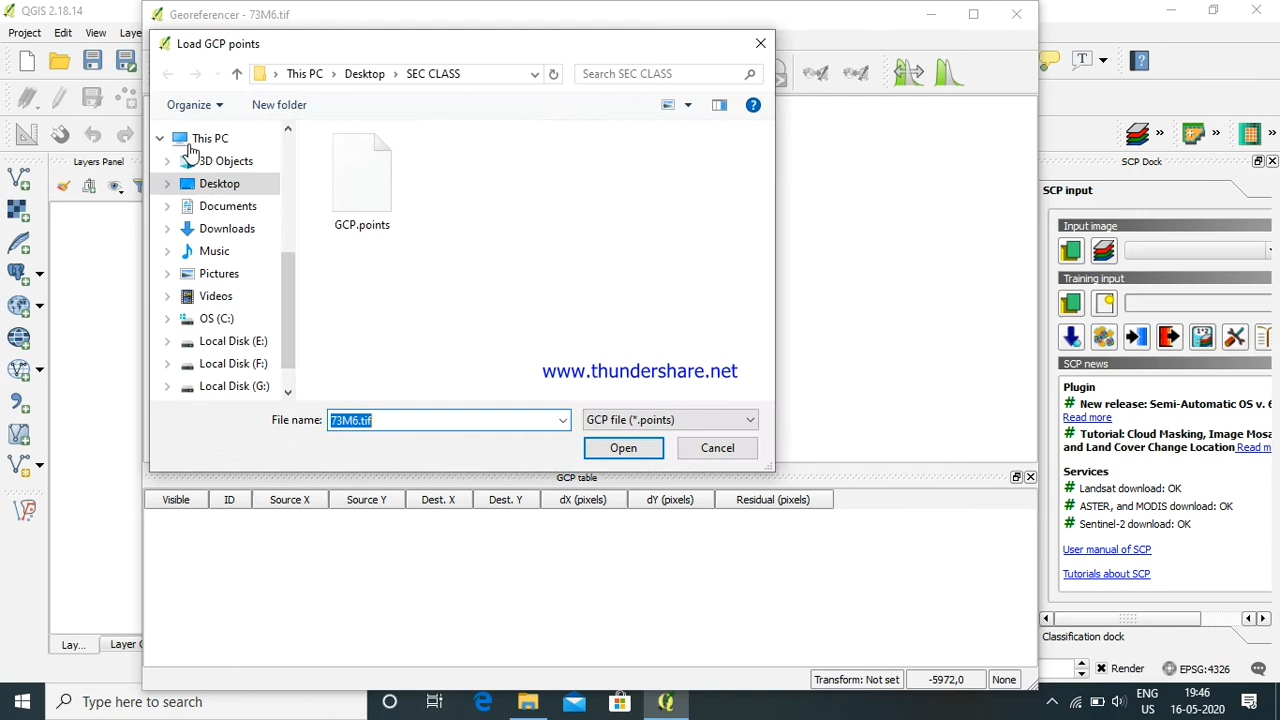 QGIS 2.18.14
Georeferencer - 73M6.tif
Project Edit View Laye
Load GCP points
This PC Desktop SEC CLASS
Search SEC CLASS
Organize New folder
This PC
3D Objects
Desktop
Documents
Downloads
Music
Pictures
Videos
OS (C:)
Local Disk (E:)
Local Disk (F:)
Local Disk (G:)
GCP.points
www.thundershare.net
File name: 73M6.tif
GCP file (*.points)
Open Cancel
Layers Panel
GCP table
Visible ID Source X Source Y Dest. X Dest. Y dX (pixels) dY (pixels) Residual (pixels)
SCP Dock
SCP input
Input image
Training input
SCP news
Plugin
# New release: Semi-Automatic OS v. 6
Read more
# Tutorial: Cloud Masking, Image Mosa
and Land Cover Change Location Read m
Services
# Landsat download: OK
# ASTER, and MODIS download: OK
# Sentinel-2 download: OK
User manual of SCP
Tutorials about SCP
Classification dock
Lay... Layer O
Render EPSG:4326
Transform: Not set -5972,0 None
Type here to search
ENG
US
19:46
16-05-2020